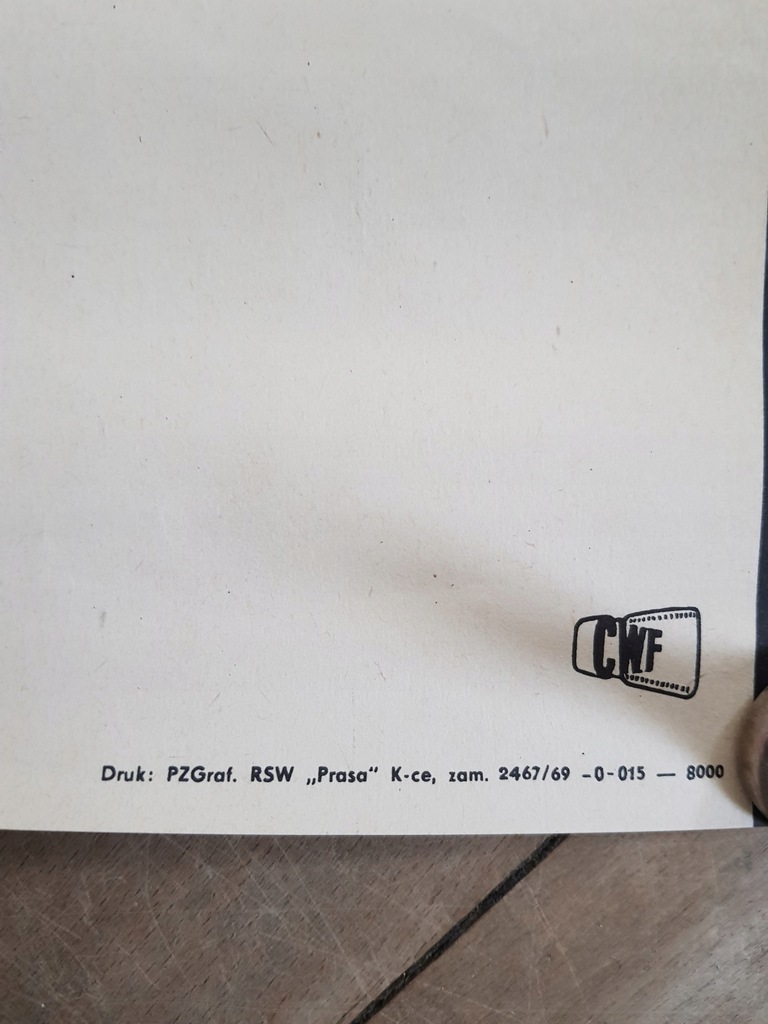 CWF
Druk: PZGraf. RSW „Prasa“ K-ce, zam. 2467/69 -0-015 — 8000